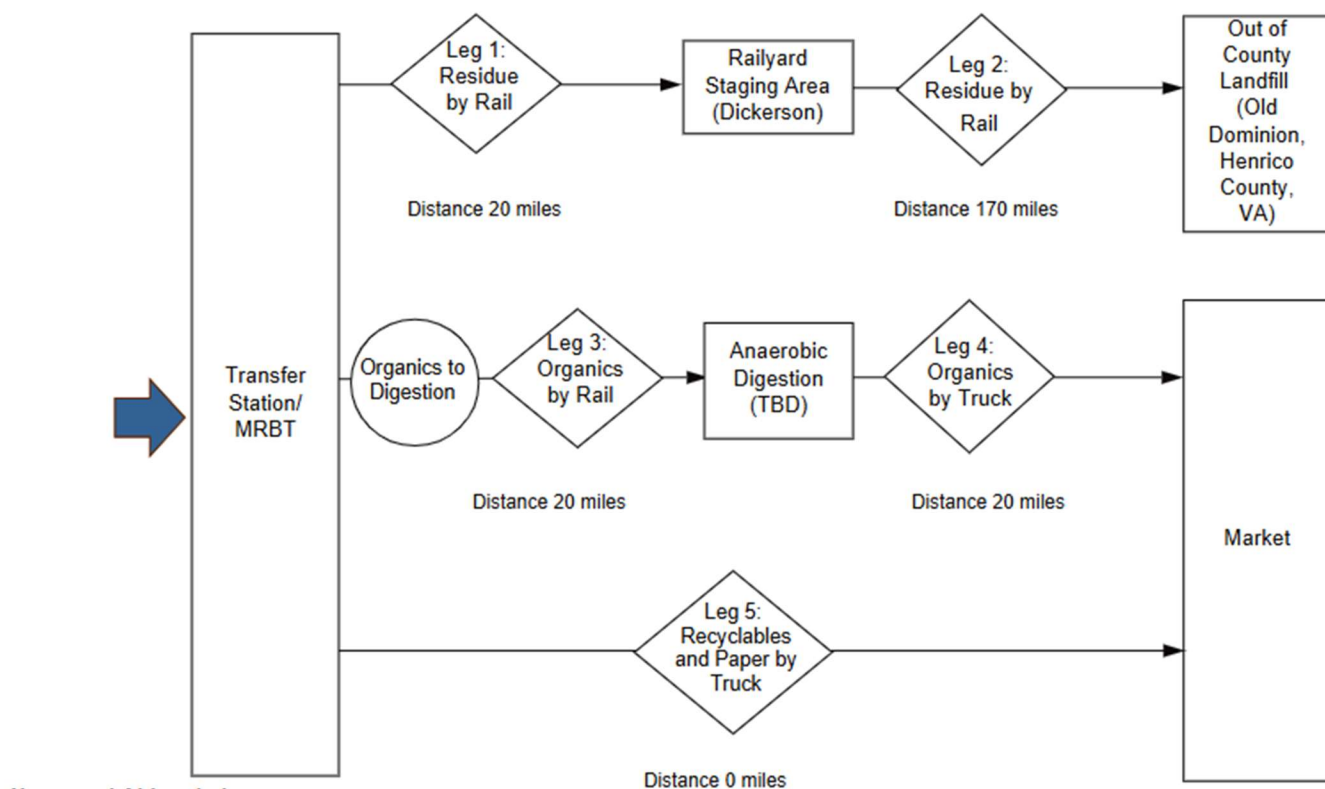 Leg 1:
Residue
by Rail
Railyard
Staging Area
(Dickerson)
Leg 2:
Residue by
Rail
Out of
County
Landfill
(Old
Dominion,
Henrico
County,
VA)
Distance 20 miles
Distance 170 miles
Transfer
Station/
MRBT
Organics to
Digestion
Leg 3:
Organics
by Rail
Anaerobic
Digestion
(TBD)
Leg 4:
Organics
by Truck
Distance 20 miles
Distance 20 miles
Market
Leg 5:
Recyclables
and Paper by
Truck
Distance 0 miles